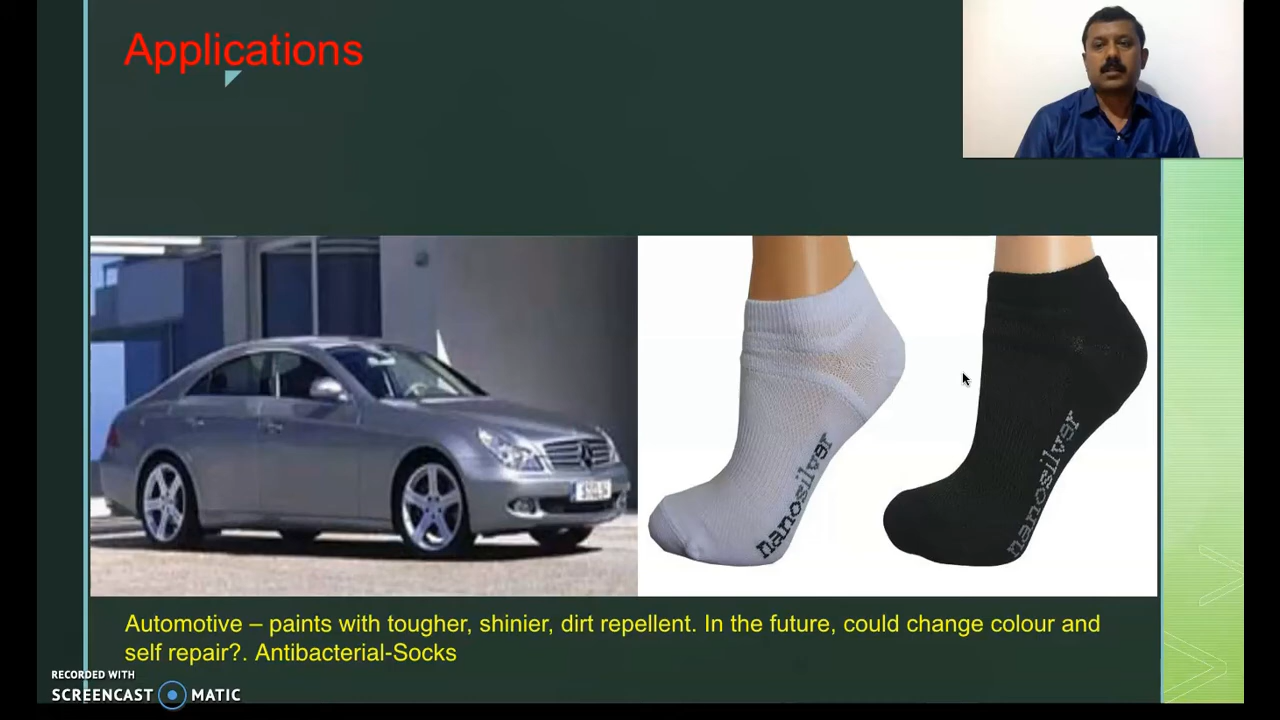 Applications
nanosilver
nanosilver
Automotive – paints with tougher, shinier, dirt repellent. In the future, could change colour and
self repair?. Antibacterial-Socks
RECORDED WITH
SCREENCAST MATIC